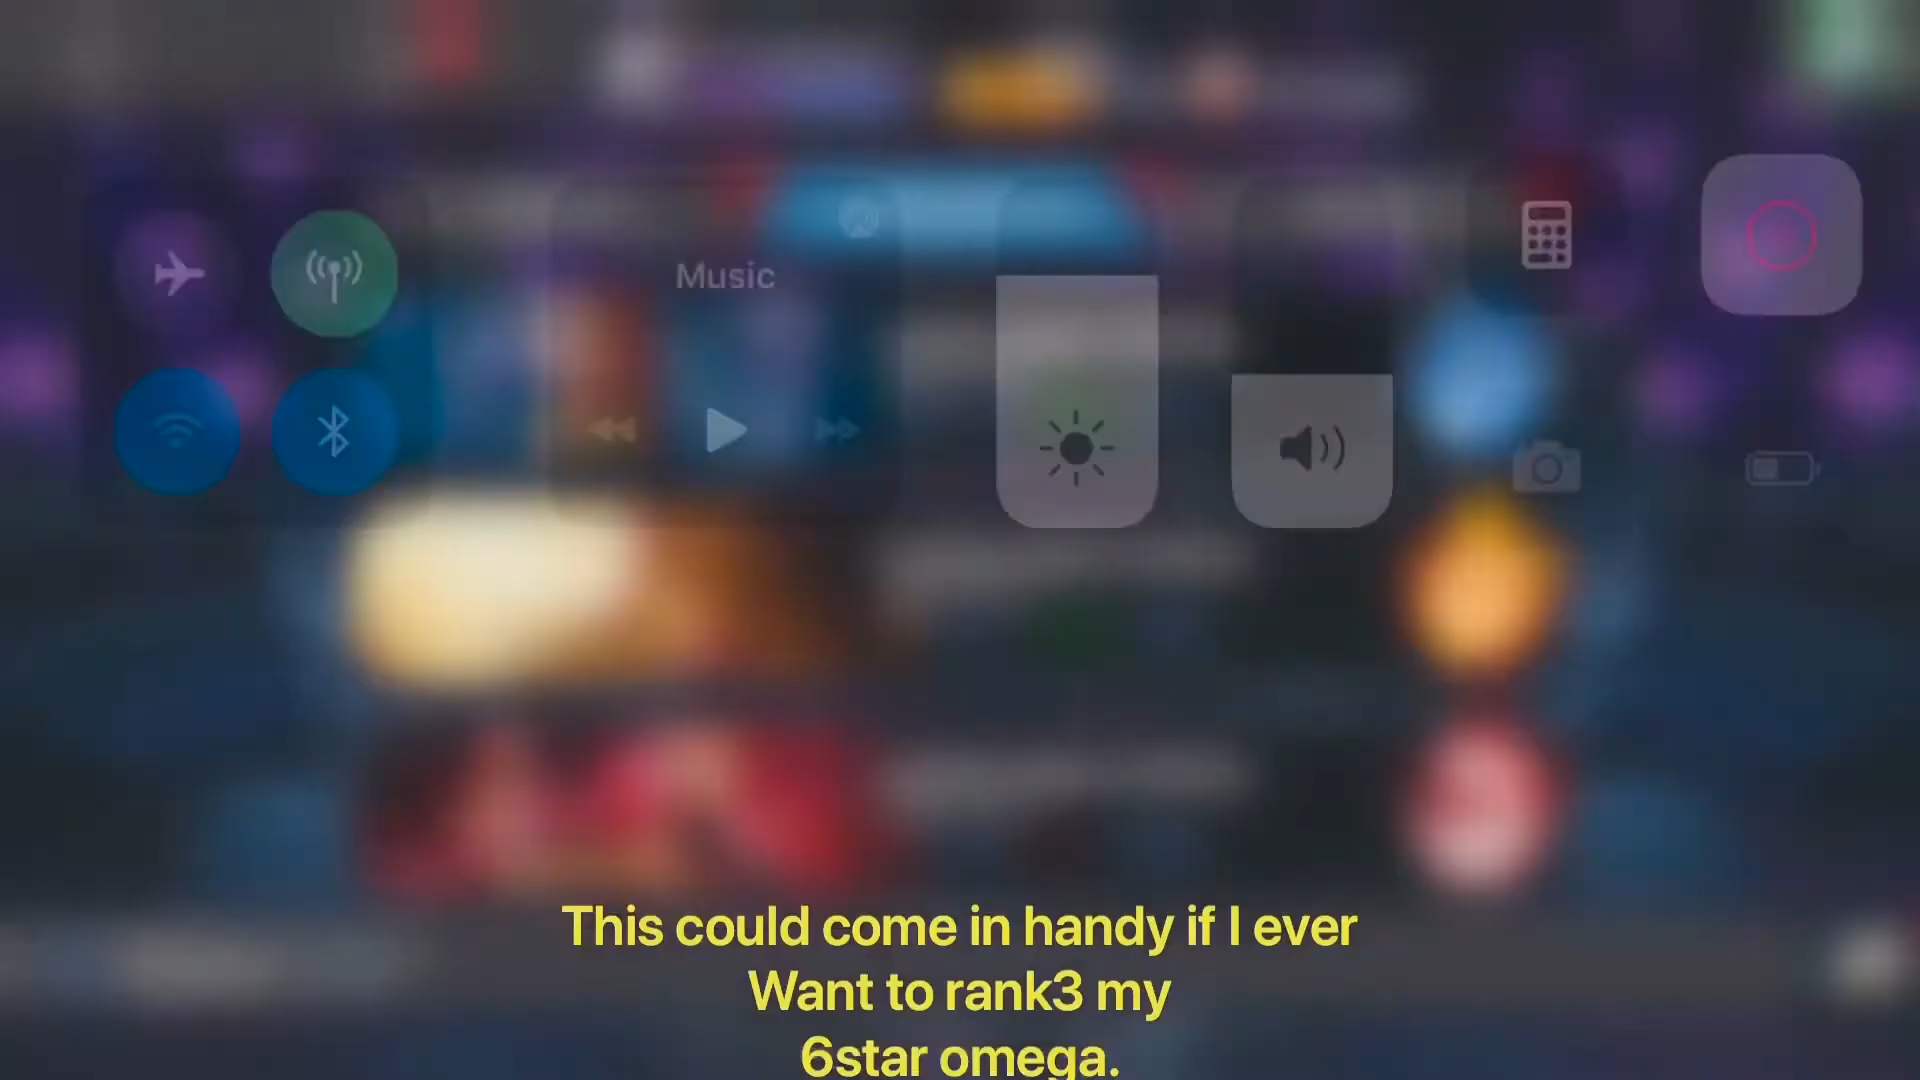 Music
This could come in handy if I ever
Want to rank3 my
6star omega.